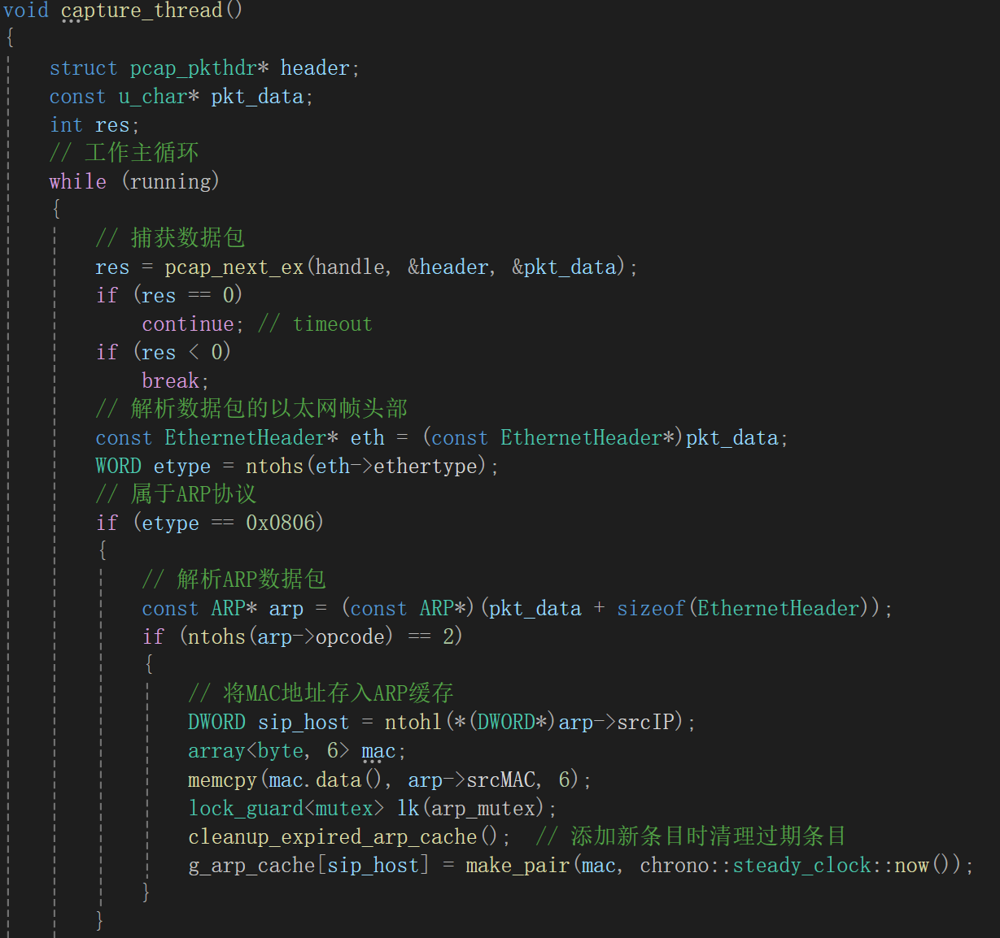 void capture_thread()
{
    struct pcap_pkthdr* header;
    const u_char* pkt_data;
    int res;
    // 工作主循环
    while (running)
    {
        // 捕获数据包
        res = pcap_next_ex(handle, &header, &pkt_data);
        if (res == 0)
            continue; // timeout
        if (res < 0)
            break;
        // 解析数据包的以太网帧头部
        const EthernetHeader* eth = (const EthernetHeader*)pkt_data;
        WORD etype = ntohs(eth->ethertype);
        // 属于ARP协议
        if (etype == 0x0806)
        {
            // 解析ARP数据包
            const ARP* arp = (const ARP*)(pkt_data + sizeof(EthernetHeader));
            if (ntohs(arp->opcode) == 2)
            {
                // 将MAC地址存入ARP缓存
                DWORD sip_host = ntohl(*(DWORD*)arp->srcIP);
                array<byte, 6> mac;
                memcpy(mac.data(), arp->srcMAC, 6);
                lock_guard<mutex> lk(arp_mutex);
                cleanup_expired_arp_cache();  // 添加新条目时清理过期条目
                g_arp_cache[sip_host] = make_pair(mac, chrono::steady_clock::now());
            }
        }